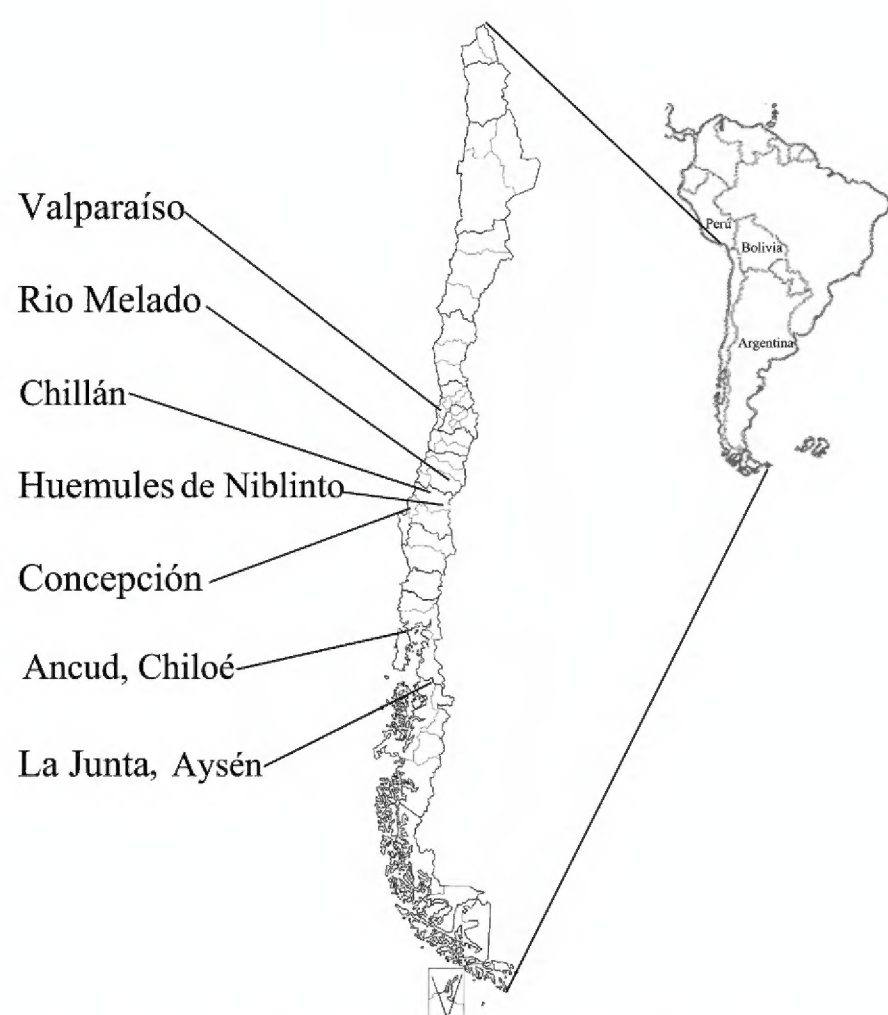 Valparaíso
Rio Melado
Chillán
Huemules de Niblinto
Concepción
Ancud, Chiloé
La Junta, Aysén
Perú
Bolivia
Argentina